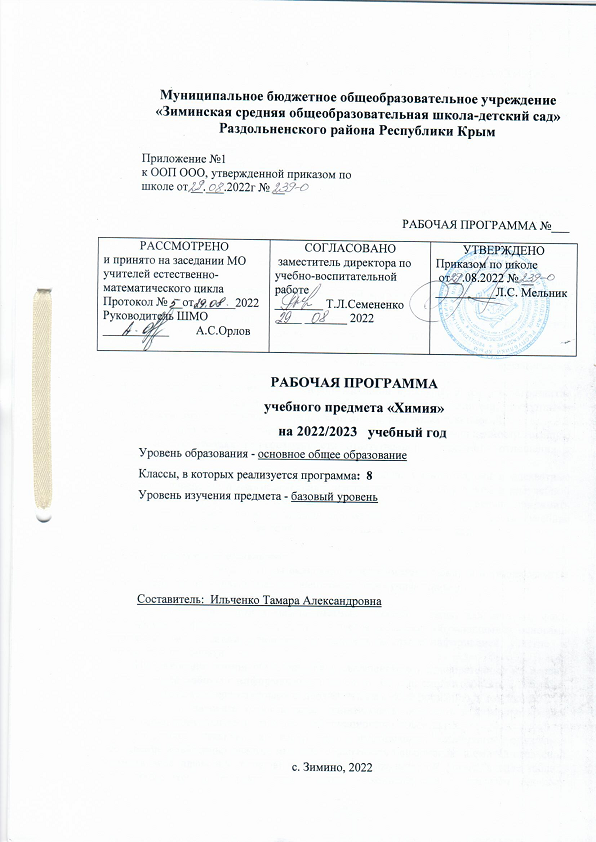 Муниципальное бюджетное общеобразовательное учреждение
«Зиминская средняя общеобразовательная школа-детский сад»
Раздольненского района Республики Крым
Приложение №1
к ООП ООО, утвержденной приказом по
школе от 29.08.2022г № 239-О
РАБОЧАЯ ПРОГРАММА №___
РАССМОТРЕНО
и принято на заседании МО
учителей естественно-
математического цикла
Протокол № 5 от 29.08. 2022
Руководитель ШМО
__________ А.С.Орлов
СОГЛАСОВАНО
заместитель директора по
учебно-воспитательной
работе
________ Т.Л.Семененко
29 08 2022
УТВЕРЖДЕНО
Приказом по школе
от 29.08.2022 № 239-О
__________Л.С. Мельник
РАБОЧАЯ ПРОГРАММА
учебного предмета «Химия»
на 2022/2023 учебный год
Уровень образования - основное общее образование
Классы, в которых реализуется программа: 8
Уровень изучения предмета - базовый уровень
Составитель: Ильченко Тамара Александровна
с. Зимино, 2022